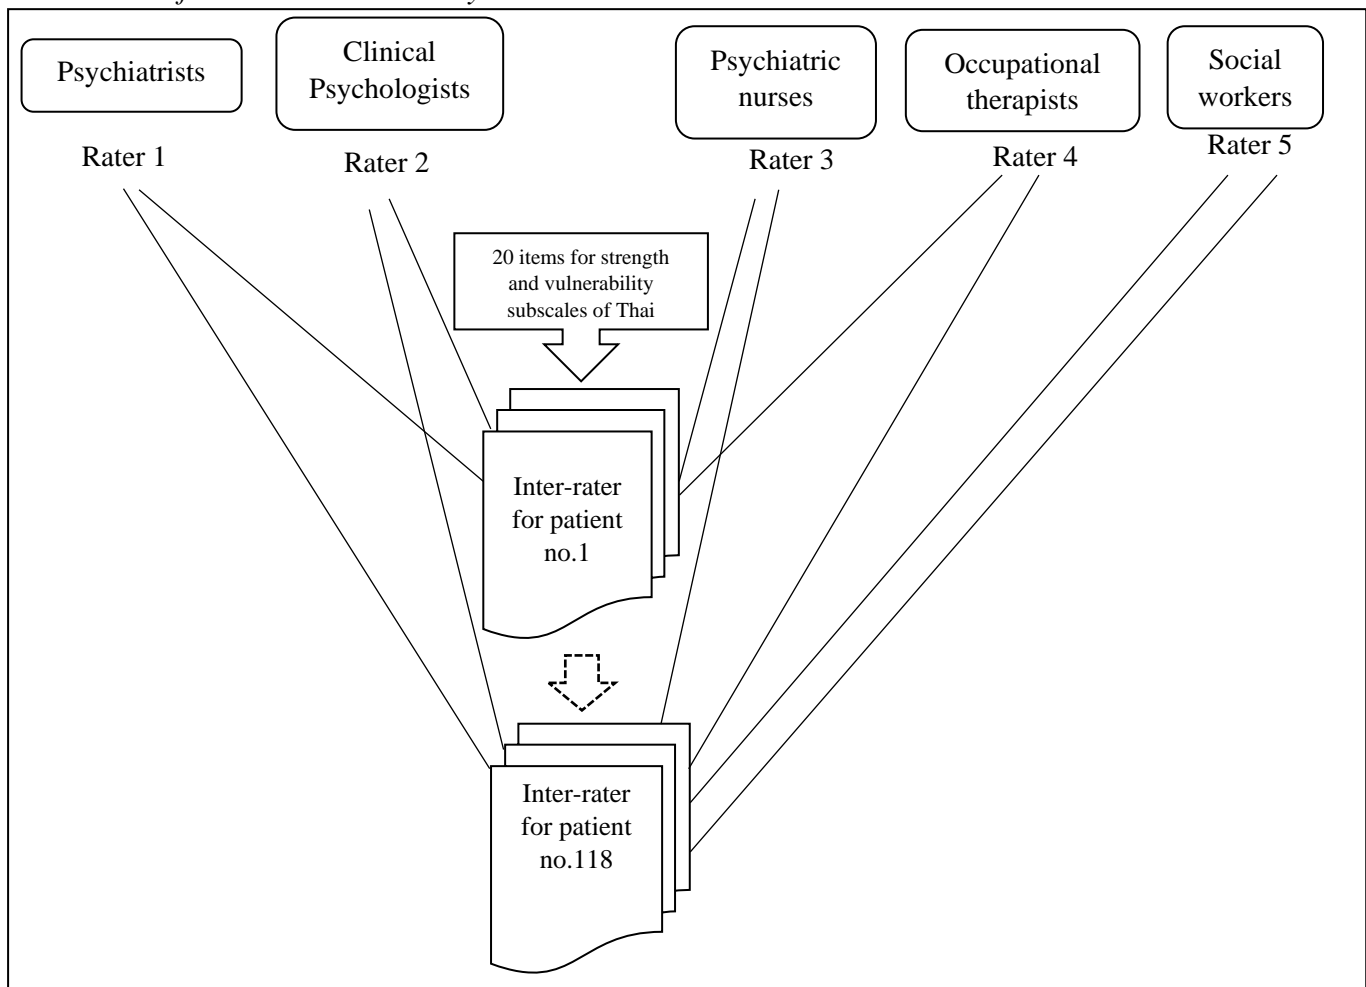 Psychiatrists
Clinical
Psychologists
Psychiatric
nurses
Occupational
therapists
Social
workers
Rater 1
Rater 2
Rater 3
Rater 4
Rater 5
20 items for strength
and vulnerability
subscales of Thai
Inter-rater
for patient
no.1
Inter-rater
for patient
no.118